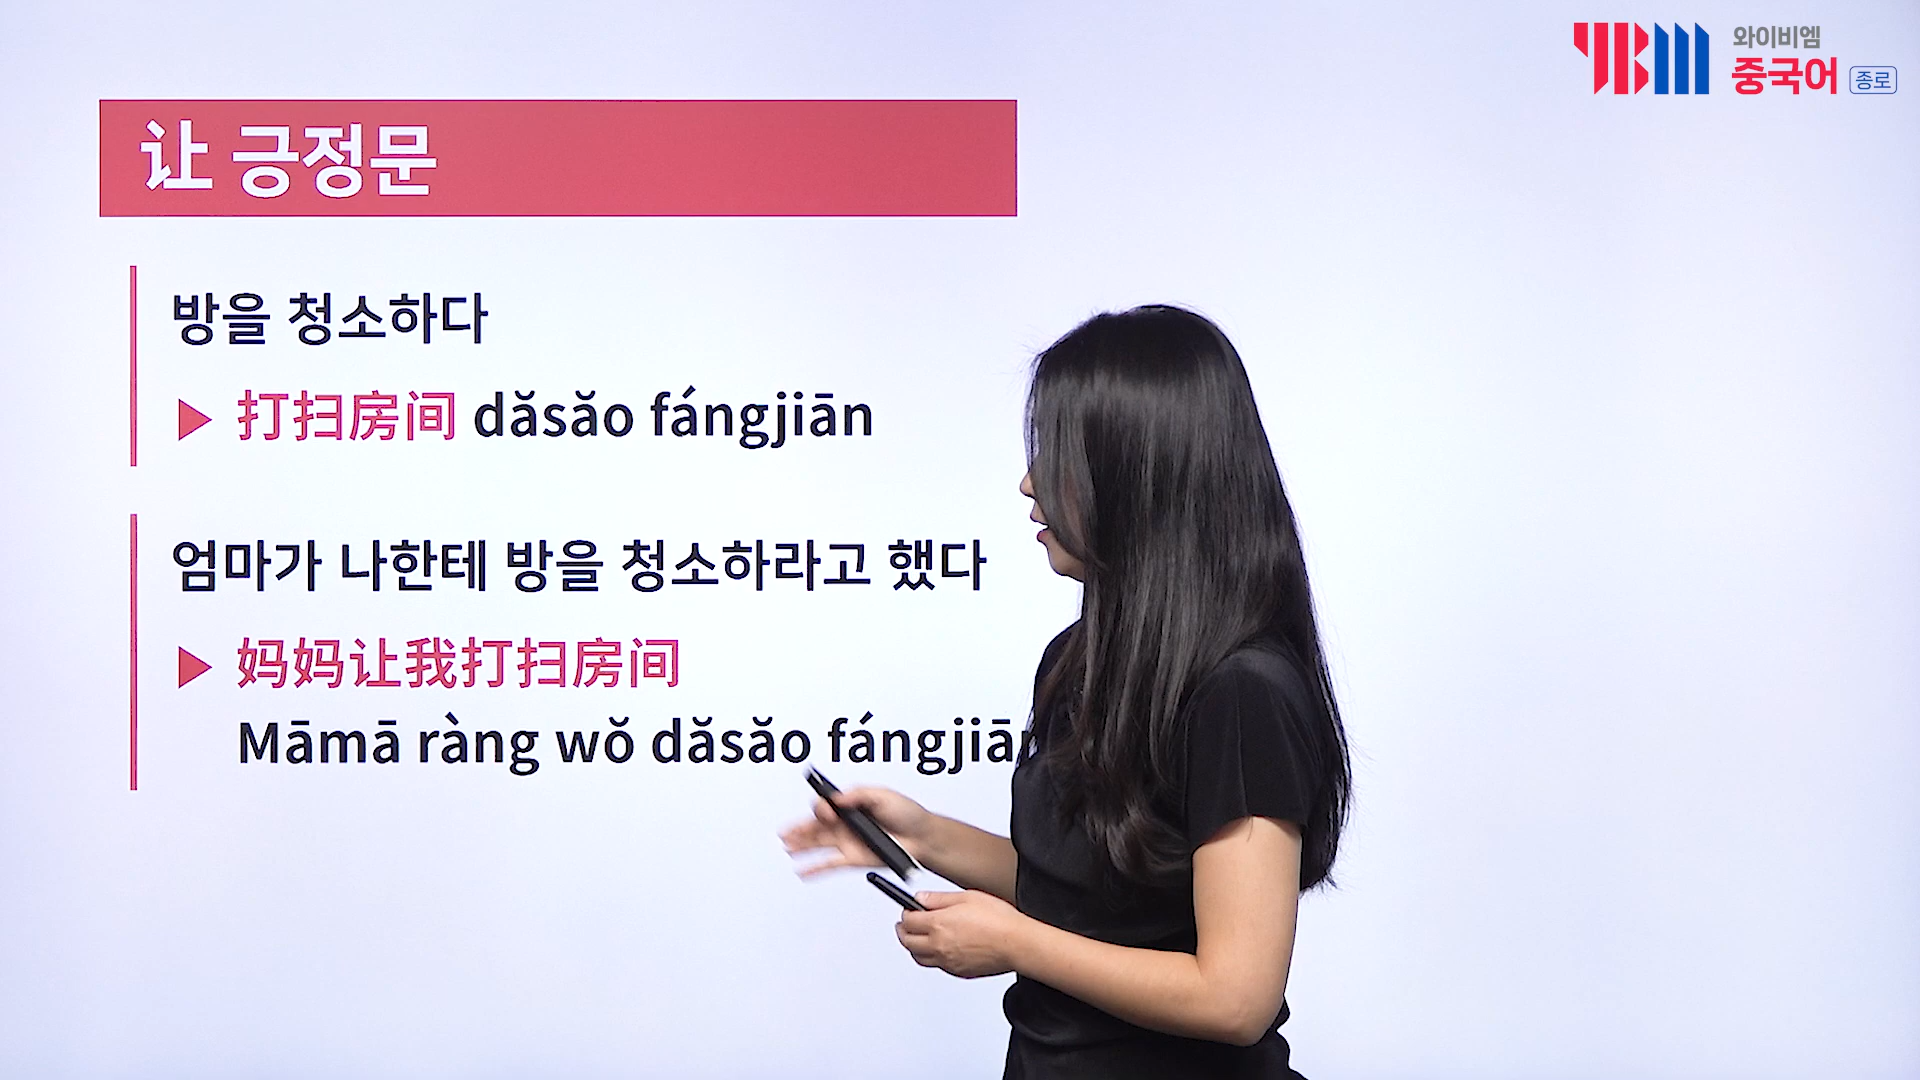 YBM 와이비엠
중국어 종로
让 긍정문
방을 청소하다
▶ 打扫房间 dǎsǎo fángjiān
엄마가 나한테 방을 청소하라고 했다
▶ 妈妈让我打扫房间
Māmā ràng wǒ dǎsǎo